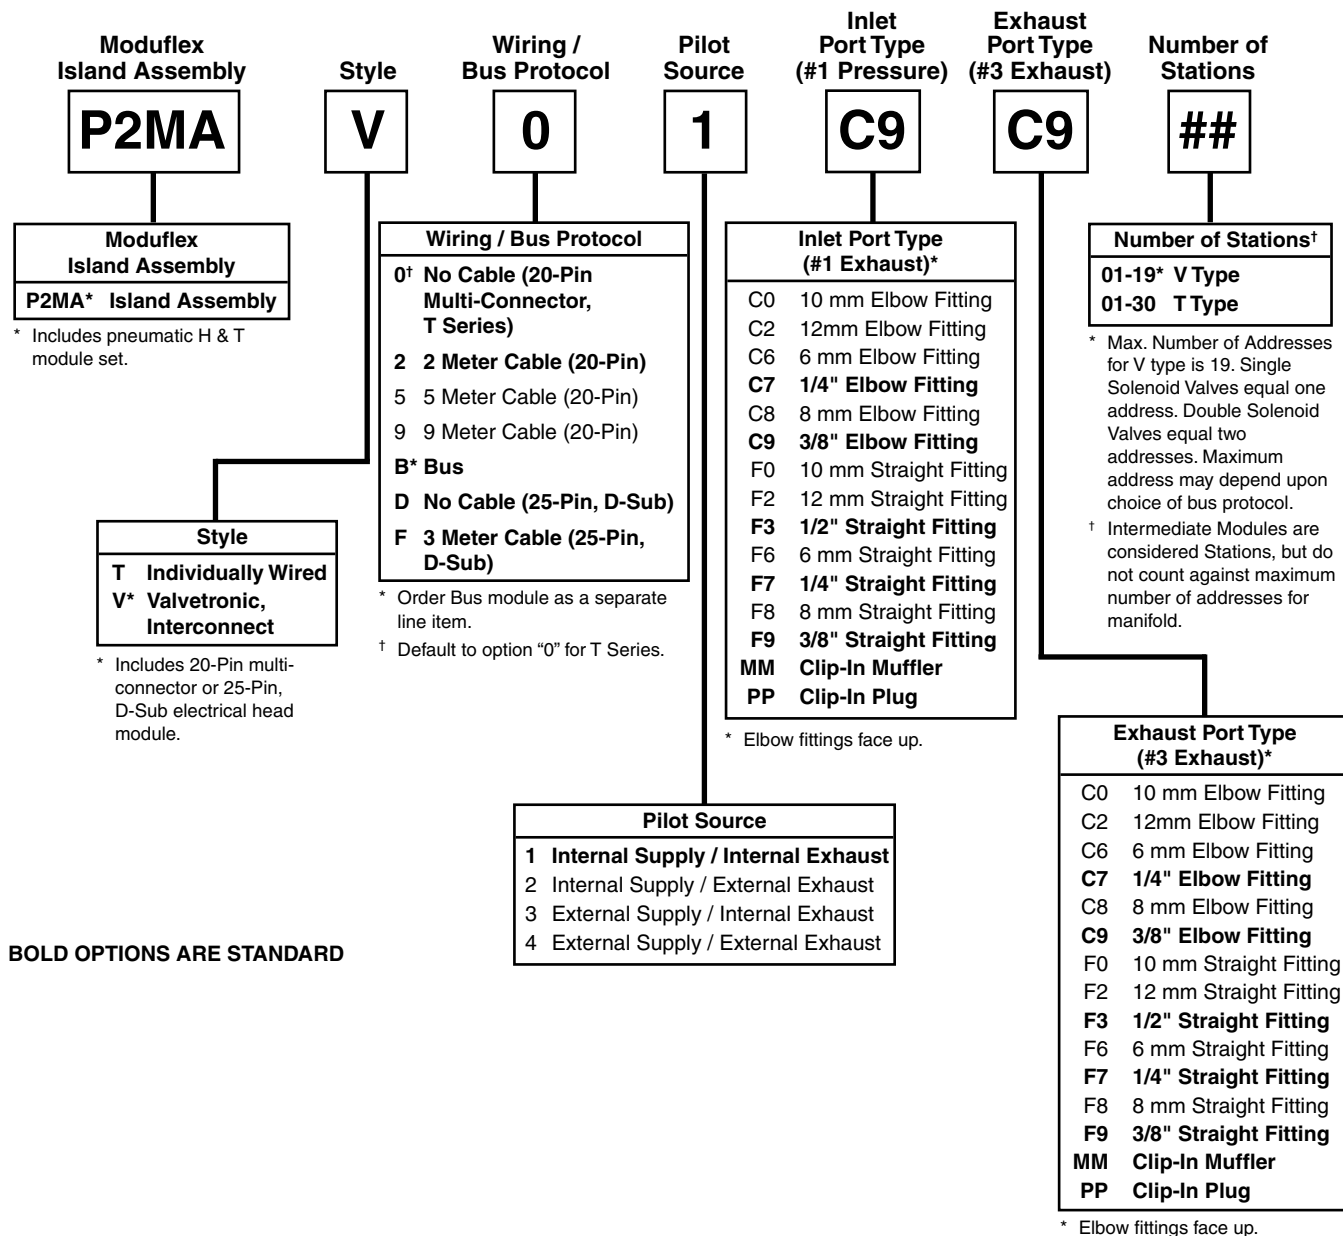 Moduflex
Island Assembly
Style
Wiring /
Bus Protocol
Pilot
Source
Inlet
Port Type
(#1 Pressure)
Exhaust
Port Type
(#3 Exhaust)
Number of
Stations
P2MA
V
0
1
C9
C9
##
Moduflex
Island Assembly
P2MA* Island Assembly
* Includes pneumatic H & T
module set.
Style
T Individually Wired
V* Valvetronic,
Interconnect
* Includes 20-Pin multi-
connector or 25-Pin,
D-Sub electrical head
module.
Wiring / Bus Protocol
0† No Cable (20-Pin
Multi-Connector,
T Series)
2 2 Meter Cable (20-Pin)
5 5 Meter Cable (20-Pin)
9 9 Meter Cable (20-Pin)
B* Bus
D No Cable (25-Pin, D-Sub)
F 3 Meter Cable (25-Pin,
D-Sub)
* Order Bus module as a separate
line item.
† Default to option “0” for T Series.
Pilot Source
1 Internal Supply / Internal Exhaust
2 Internal Supply / External Exhaust
3 External Supply / Internal Exhaust
4 External Supply / External Exhaust
Inlet Port Type
(#1 Exhaust)*
C0 10 mm Elbow Fitting
C2 12mm Elbow Fitting
C6 6 mm Elbow Fitting
C7 1/4" Elbow Fitting
C8 8 mm Elbow Fitting
C9 3/8" Elbow Fitting
F0 10 mm Straight Fitting
F2 12 mm Straight Fitting
F3 1/2" Straight Fitting
F6 6 mm Straight Fitting
F7 1/4" Straight Fitting
F8 8 mm Straight Fitting
F9 3/8" Straight Fitting
MM Clip-In Muffler
PP Clip-In Plug
* Elbow fittings face up.
Number of Stations†
01-19* V Type
01-30 T Type
* Max. Number of Addresses
for V type is 19. Single
Solenoid Valves equal one
address. Double Solenoid
Valves equal two
addresses. Maximum
address may depend upon
choice of bus protocol.
† Intermediate Modules are
considered Stations, but do
not count against maximum
number of addresses for
manifold.
Exhaust Port Type
(#3 Exhaust)*
C0 10 mm Elbow Fitting
C2 12mm Elbow Fitting
C6 6 mm Elbow Fitting
C7 1/4" Elbow Fitting
C8 8 mm Elbow Fitting
C9 3/8" Elbow Fitting
F0 10 mm Straight Fitting
F2 12 mm Straight Fitting
F3 1/2" Straight Fitting
F6 6 mm Straight Fitting
F7 1/4" Straight Fitting
F8 8 mm Straight Fitting
F9 3/8" Straight Fitting
MM Clip-In Muffler
PP Clip-In Plug
* Elbow fittings face up.
BOLD OPTIONS ARE STANDARD